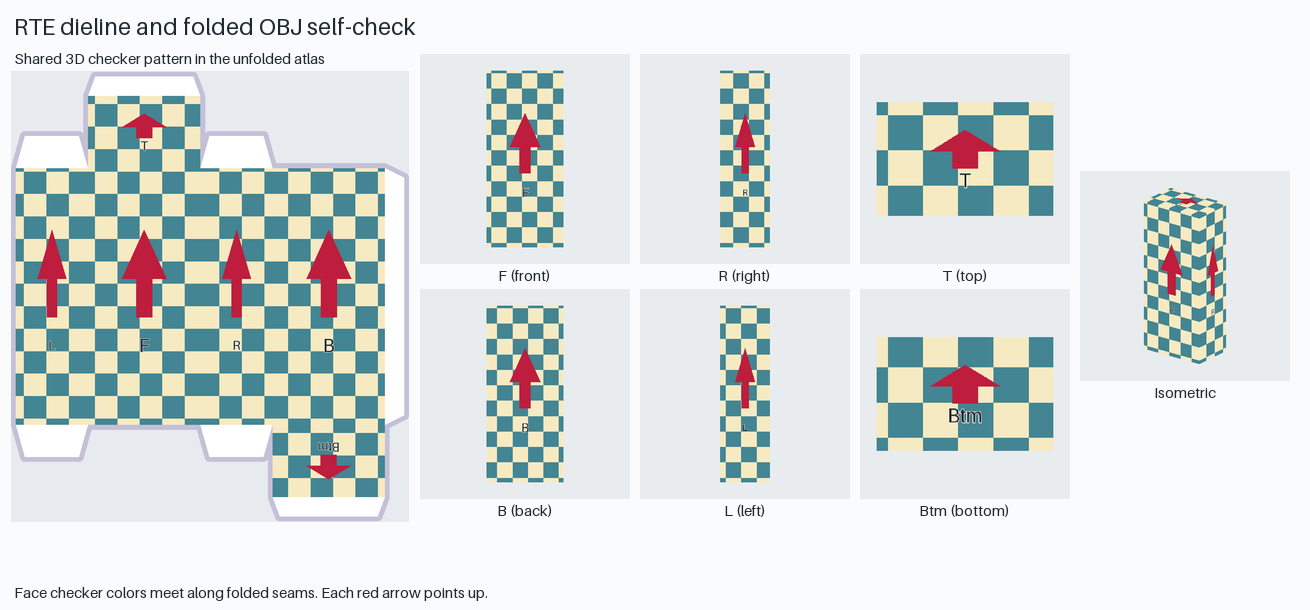 RTE dieline and folded OBJ self-check
Shared 3D checker pattern in the unfolded atlas
T
L
F
R
B
Btm
F
F (front)
R
R (right)
T
T (top)
B
B (back)
L
L (left)
Btm
Btm (bottom)
Isometric
Face checker colors meet along folded seams. Each red arrow points up.